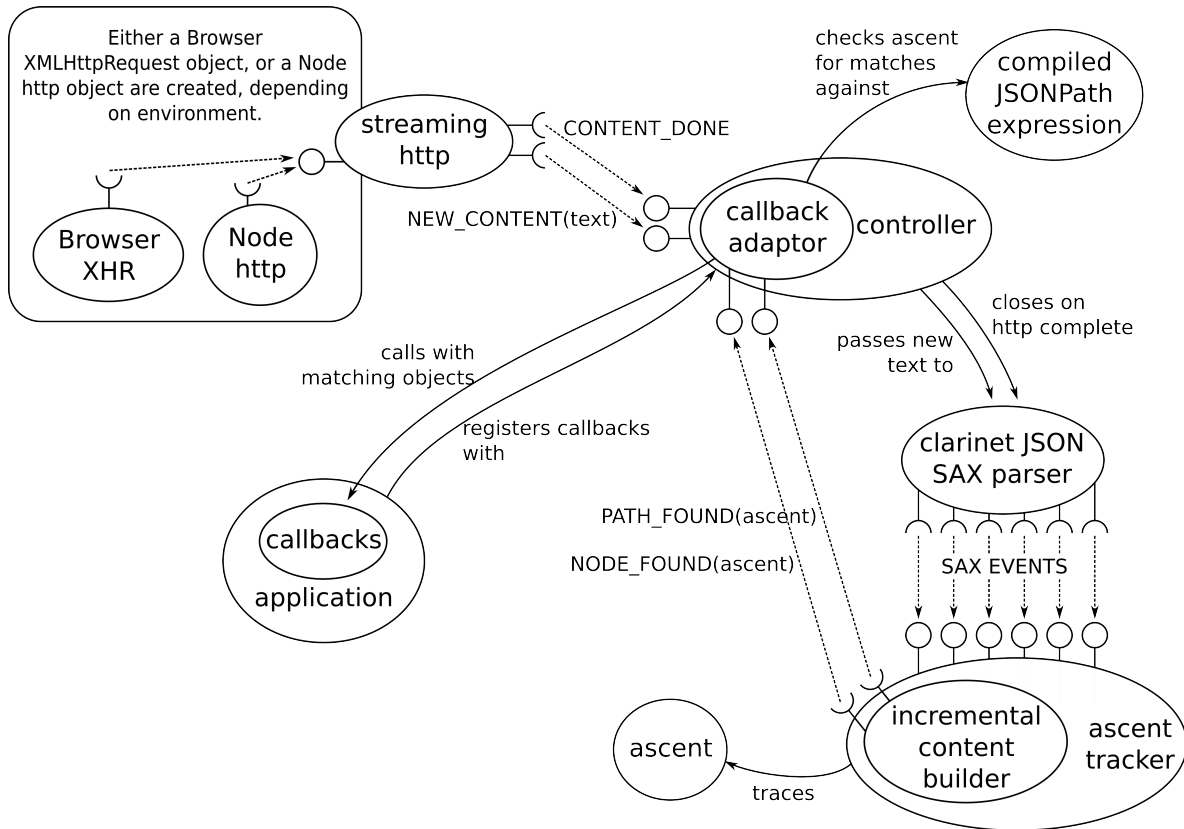 Either a Browser
XMLHttpRequest object, or a Node
http object are created, depending
on environment.
streaming
http
Browser
XHR
Node
http
CONTENT_DONE
NEW_CONTENT(text)
checks ascent
for matches
against
compiled
JSONPath
expression
callback
adaptor
controller
closes on
http complete
passes new
text to
calls with
matching objects
registers callbacks
with
clarinet JSON
SAX parser
callbacks
application
PATH_FOUND(ascent)
NODE_FOUND(ascent)
SAX EVENTS
incremental
content
builder
ascent
tracker
ascent
traces